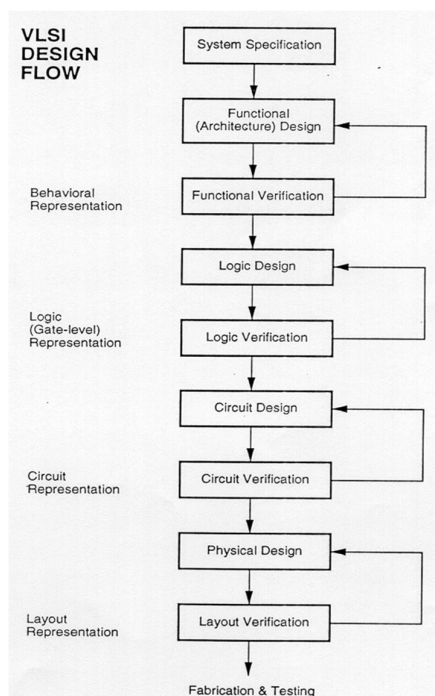 VLSI
DESIGN
FLOW
System Specification
Functional
(Architecture) Design
Behavioral
Representation
Functional Verification
Logic Design
Logic
(Gate-level)
Representation
Logic Verification
Circuit Design
Circuit
Representation
Circuit Verification
Physical Design
Layout
Representation
Layout Verification
Fabrication & Testing